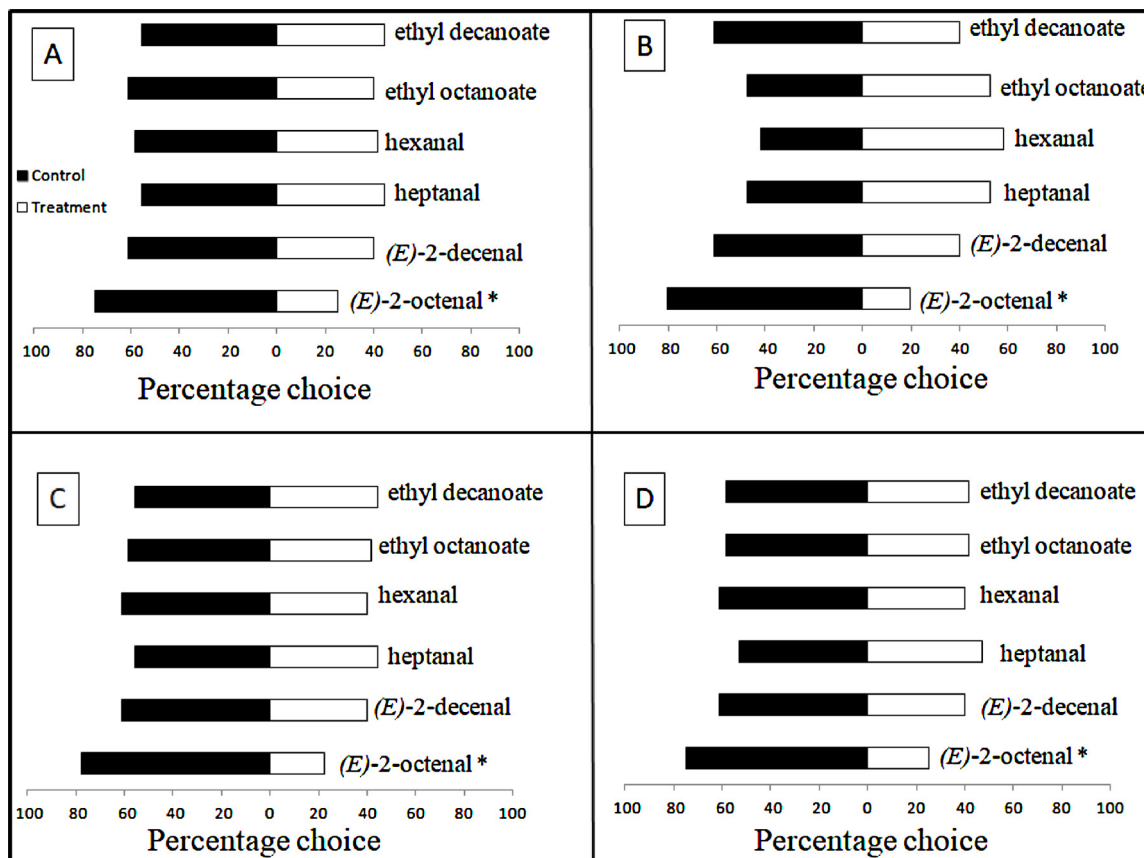 A
ethyl decanoate
ethyl octanoate
hexanal
Control
heptanal
Treatment
(E)-2-decenal
(E)-2-octenal *
100 80 60 40 20 0 20 40 60 80 100
Percentage choice
B
ethyl decanoate
ethyl octanoate
hexanal
heptanal
(E)-2-decenal
(E)-2-octenal *
100 80 60 40 20 0 20 40 60 80 100
Percentage choice
C
ethyl decanoate
ethyl octanoate
hexanal
heptanal
(E)-2-decenal
(E)-2-octenal *
100 80 60 40 20 0 20 40 60 80 100
Percentage choice
D
ethyl decanoate
ethyl octanoate
hexanal
heptanal
(E)-2-decenal
(E)-2-octenal *
100 80 60 40 20 0 20 40 60 80 100
Percentage choice